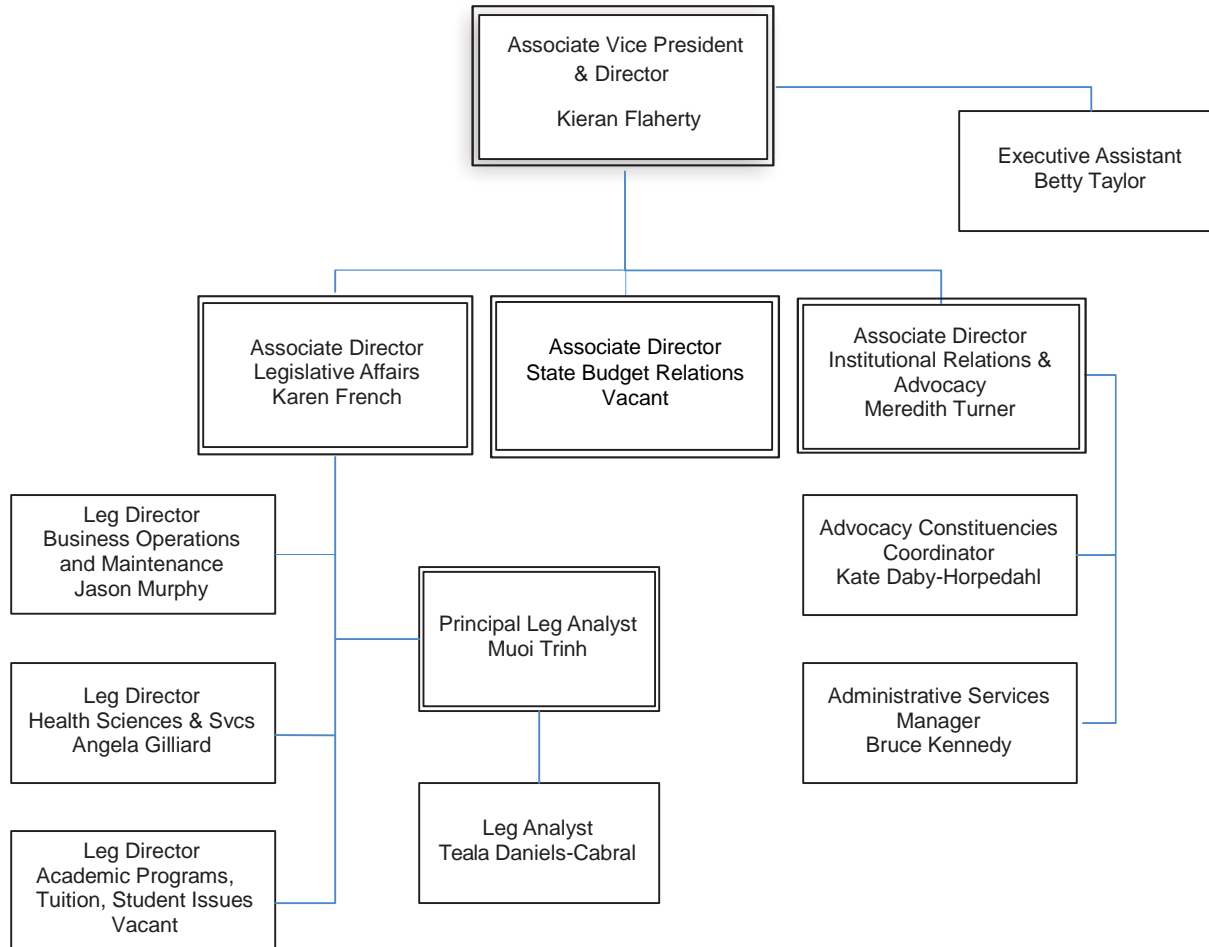 Associate Vice President
& Director
Kieran Flaherty
Executive Assistant
Betty Taylor
Associate Director
Legislative Affairs
Karen French
Associate Director
State Budget Relations
Vacant
Associate Director
Institutional Relations &
Advocacy
Meredith Turner
Leg Director
Business Operations
and Maintenance
Jason Murphy
Principal Leg Analyst
Muoi Trinh
Advocacy Constituencies
Coordinator
Kate Daby-Horpedahl
Leg Director
Health Sciences & Svcs
Angela Gilliard
Administrative Services
Manager
Bruce Kennedy
Leg Analyst
Teala Daniels-Cabral
Leg Director
Academic Programs,
Tuition, Student Issues
Vacant